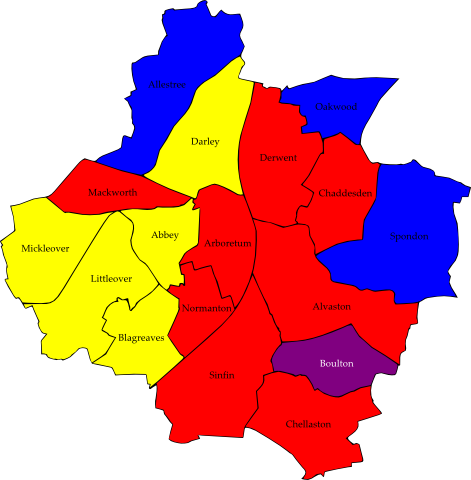 Allestree
Oakwood
Darley
Derwent
Mackworth
Chaddesden
Abbey
Spondon
Mickleover
Arboretum
Littleover
Normanton
Alvaston
Blagreaves
Boulton
Sinfin
Chellaston